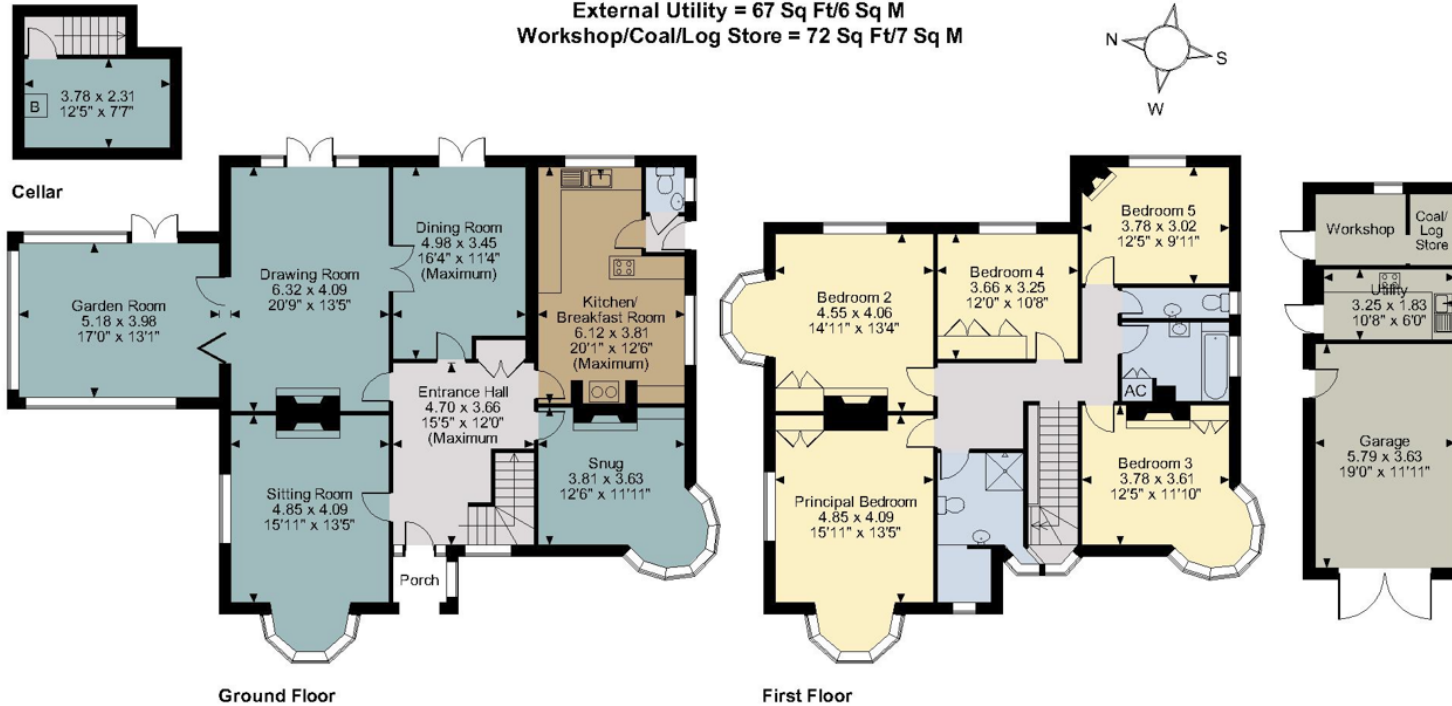 External Utility = 67 Sq Ft/6 Sq M
Workshop/Coal/Log Store = 72 Sq Ft/7 Sq M
N
S
W
3.78 x 2.31
12'5" x 7'7"
B
Cellar
Garden Room
5.18 x 3.98
17'0" x 13'1"
Drawing Room
6.32 x 4.09
20'9" x 13'5"
Dining Room
4.98 x 3.45
16'4" x 11'4"
(Maximum)
Kitchen/
Breakfast Room
6.12 x 3.81
20'1" x 12'6"
(Maximum)
Entrance Hall
4.70 x 3.66
15'5" x 12'0"
(Maximum
Sitting Room
4.85 x 4.09
15'11" x 13'5"
Snug
3.81 x 3.63
12'6" x 11'11"
Porch
Ground Floor
Bedroom 5
3.78 x 3.02
12'5" x 9'11"
Bedroom 2
4.55 x 4.06
14'11" x 13'4"
Bedroom 4
3.66 x 3.25
12'0" x 10'8"
AC
Principal Bedroom
4.85 x 4.09
15'11" x 13'5"
Bedroom 3
3.78 x 3.61
12'5" x 11'10"
First Floor
Workshop
Coal/
Log
Store
Utility
3.25 x 1.83
10'8" x 6'0"
Garage
5.79 x 3.63
19'0" x 11'11"